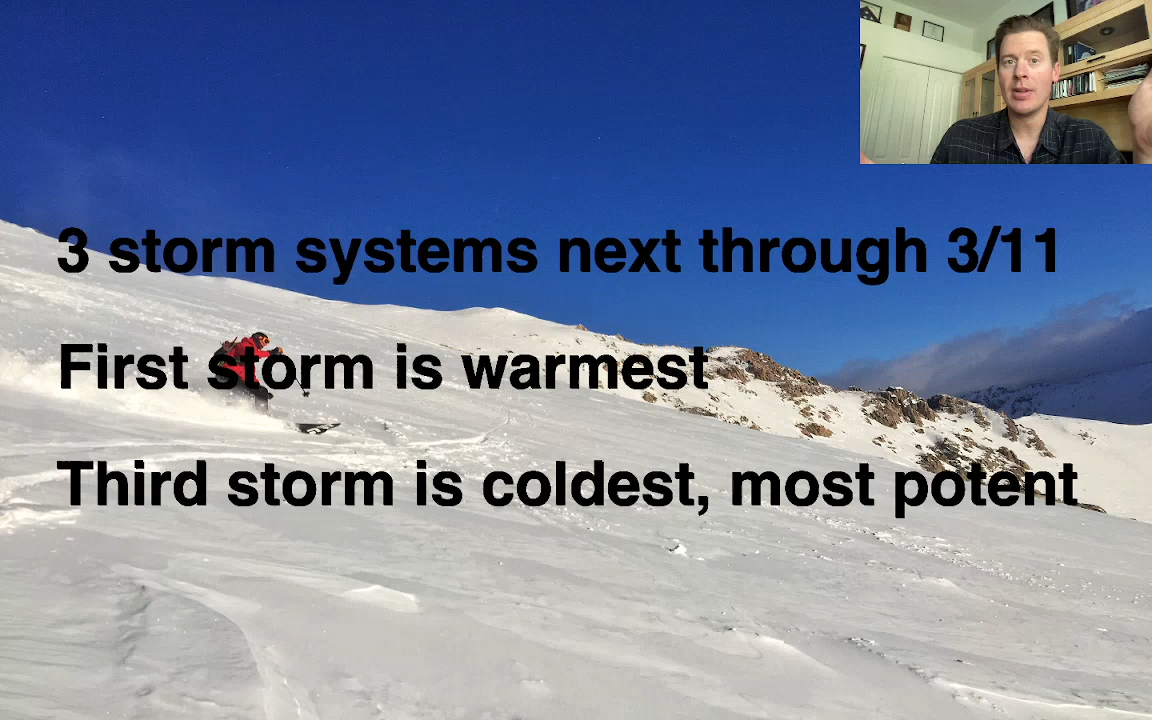 3 storm systems next through 3/11
First storm is warmest
Third storm is coldest, most potent